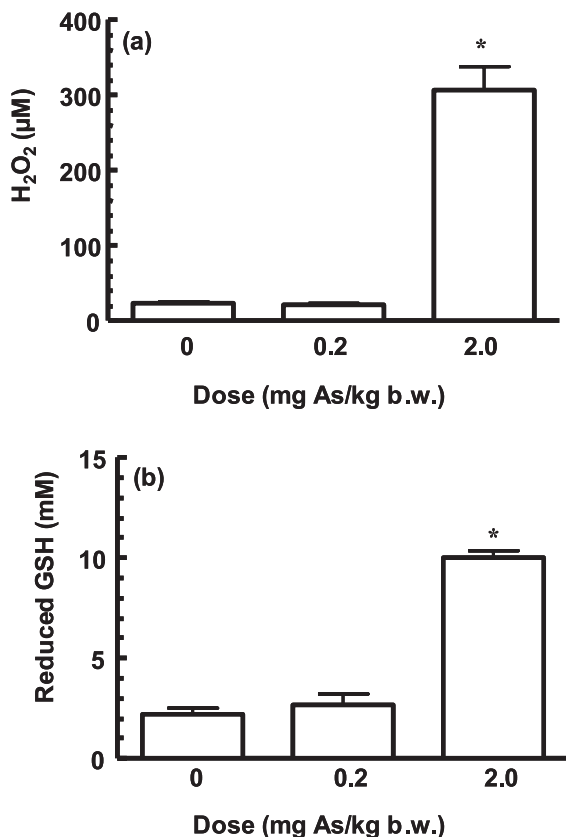 (a)
*
H₂O₂ (µM)
400
300
200
100
0
0 0.2 2.0
Dose (mg As/kg b.w.)
(b)
*
Reduced GSH (mM)
15
10
5
0
0 0.2 2.0
Dose (mg As/kg b.w.)